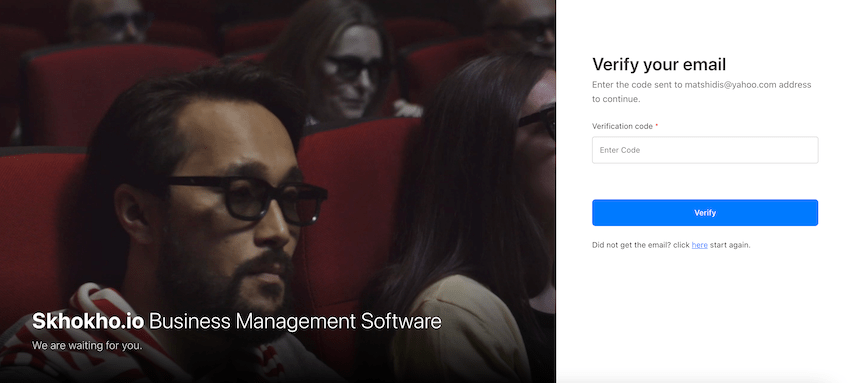 Verify your email
Enter the code sent to matshidis@yahoo.com address
to continue.
Verification code *
Enter Code
Verify
Did not get the email? click here start again.
Skhokho.io Business Management Software
We are waiting for you.